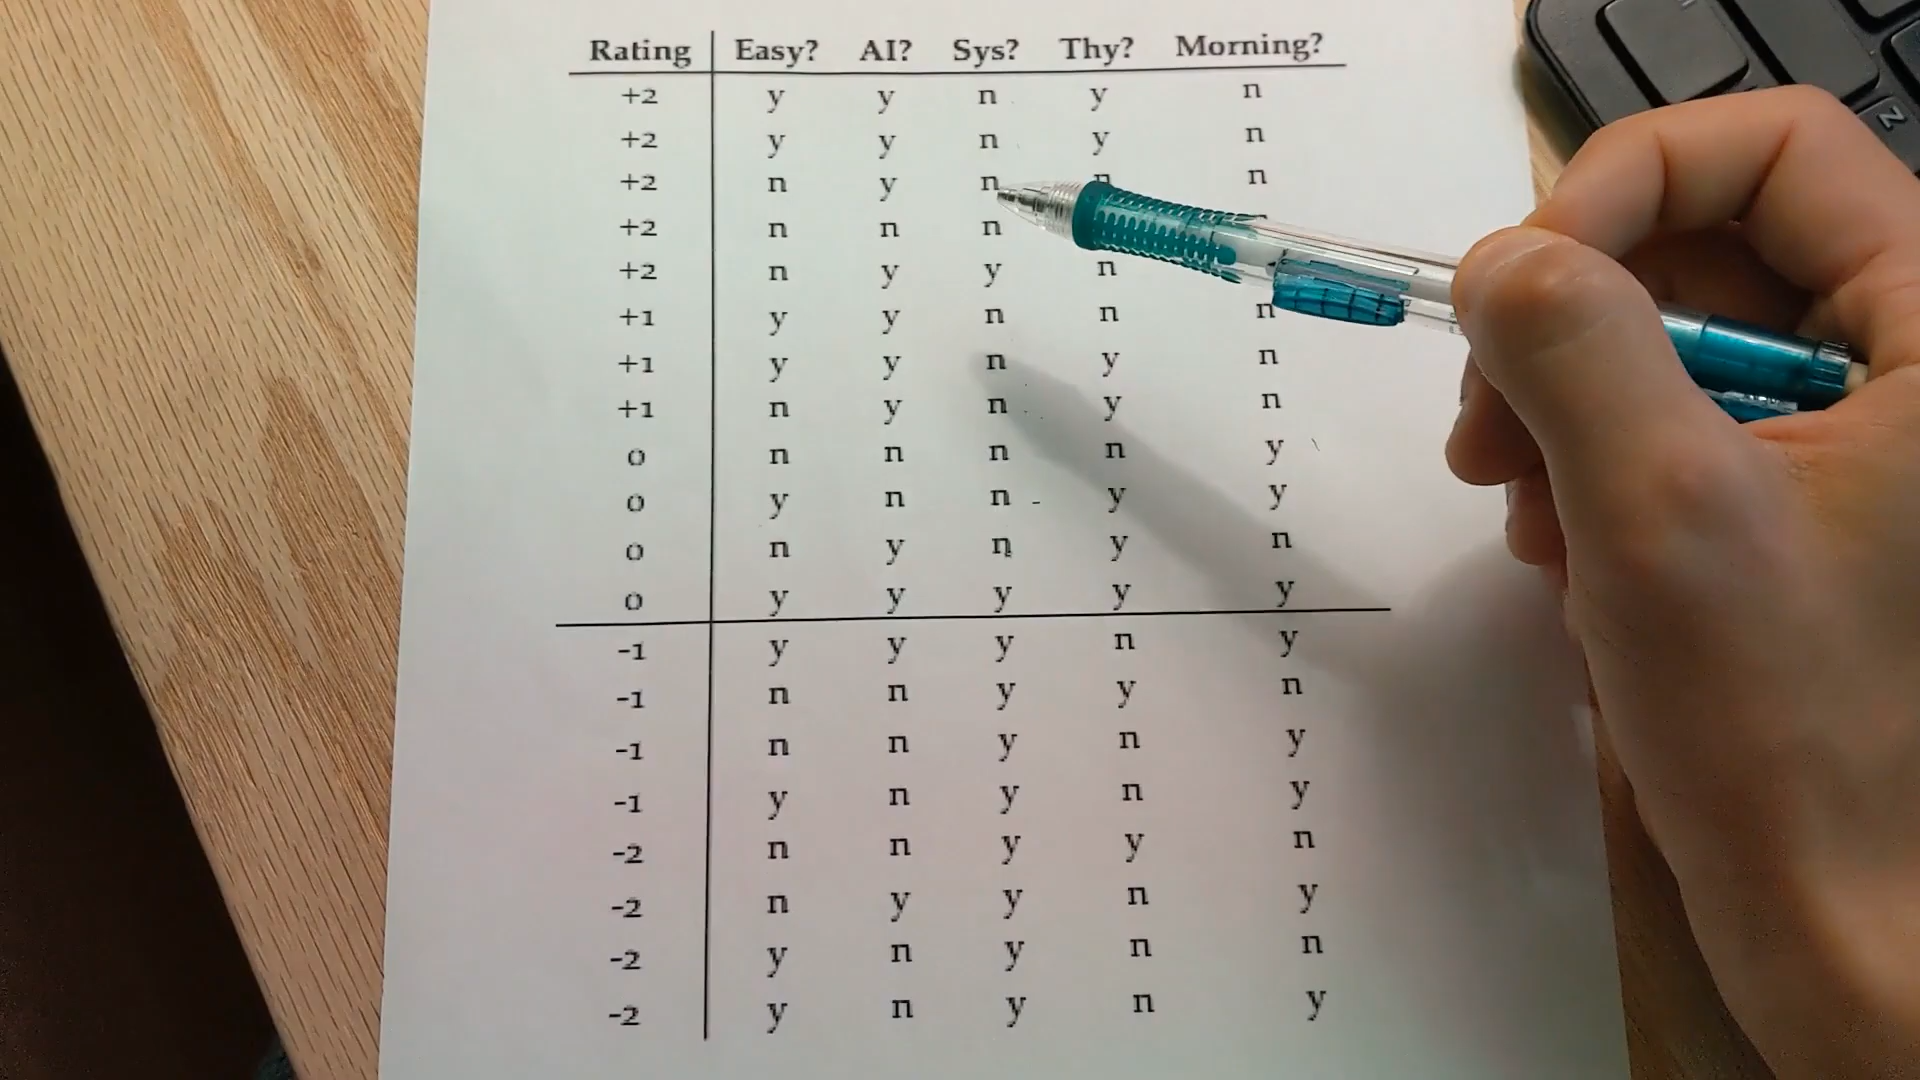 Rating Easy? AI? Sys? Thy? Morning?
+2 y y n y n
+2 y y n y n
+2 n y n n n
+2 n n n
+2 n y y n
+1 y y n n n
+1 y y n y n
+1 n y n y n
0 n n n n y
0 y n n y y
0 n y n y n
0 y y y y y
-1 y y y n y
-1 n n y y n
-1 n n y n y
-1 y n y n y
-2 n n y y n
-2 n y y n y
-2 y n y n n
-2 y n y n y
Z